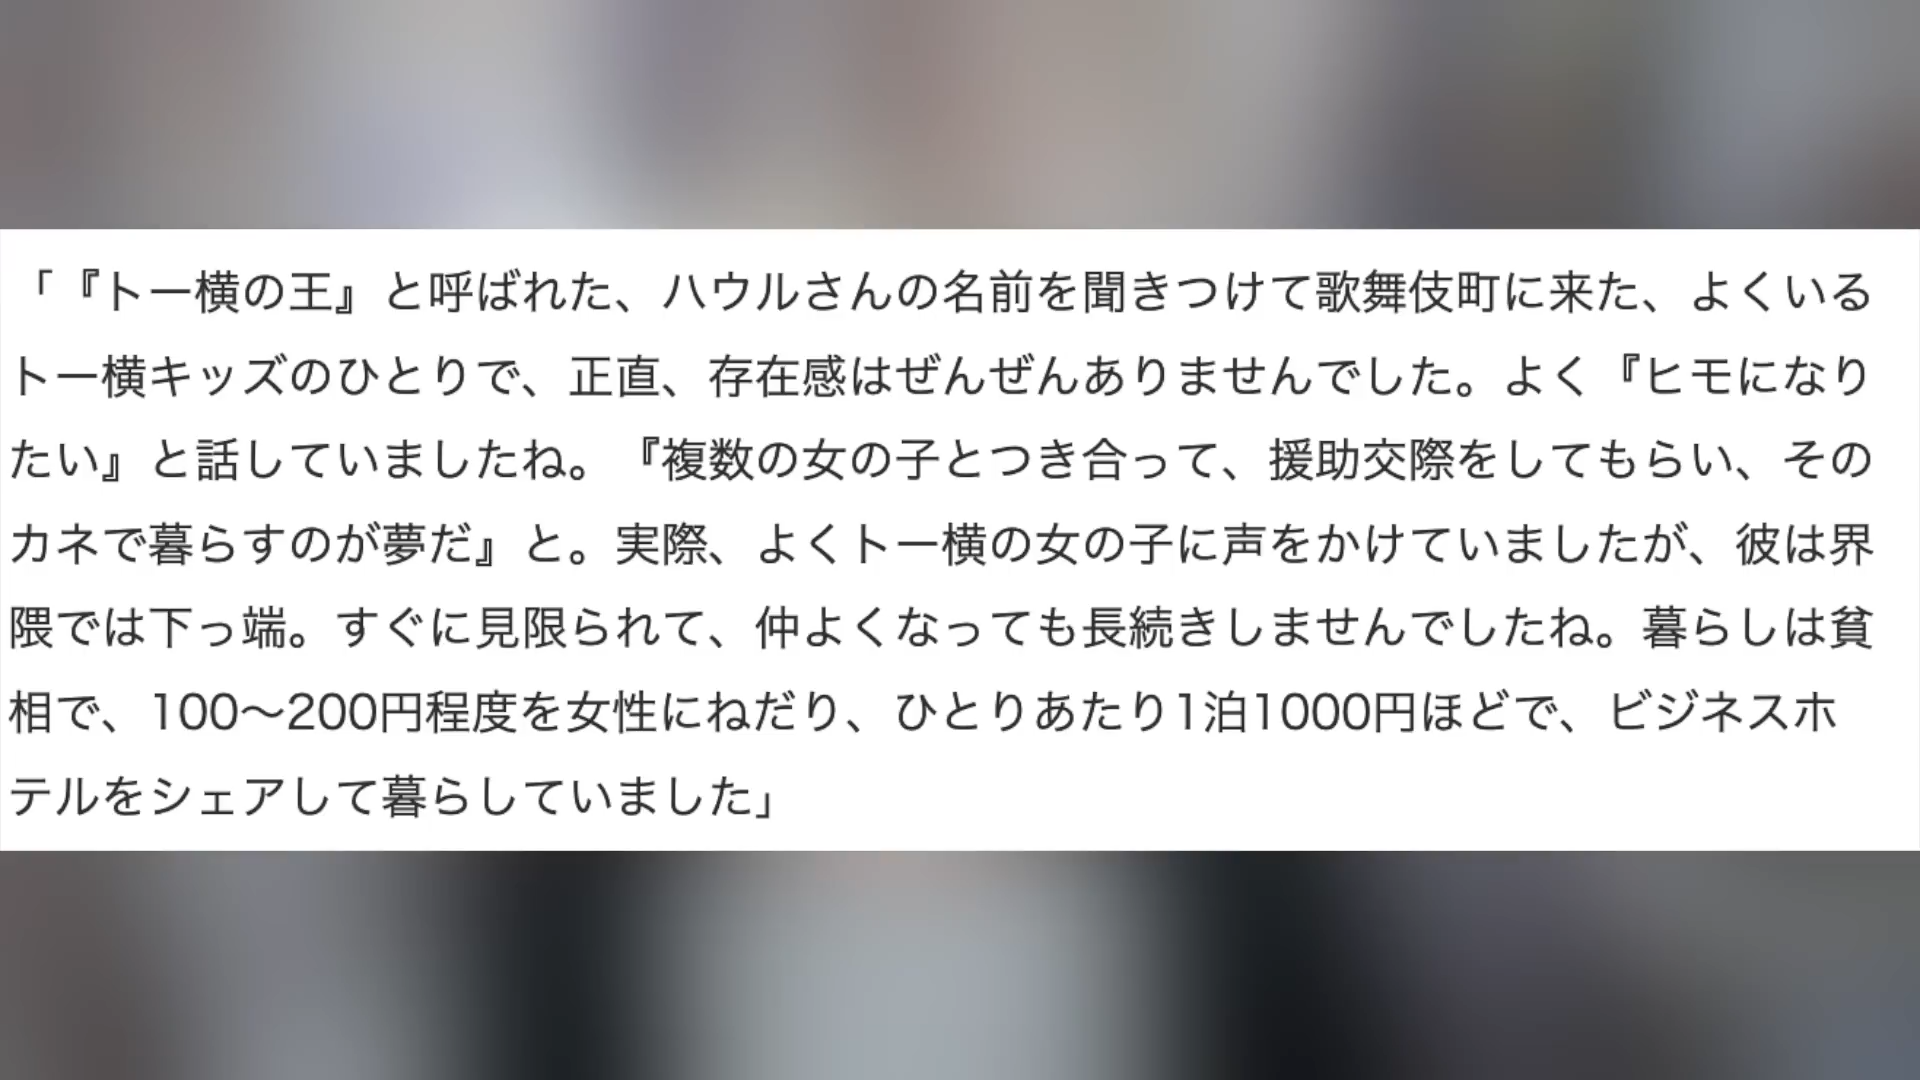 「『トー横の王』と呼ばれた、ハウルさんの名前を聞きつけて歌舞伎町に来た、よくいる
トー横キッズのひとりで、正直、存在感はぜんぜんありませんでした。よく『ヒモになり
たい』と話していましたね。『複数の女の子とつき合って、援助交際をしてもらい、その
カネで暮らすのが夢だ』と。実際、よくトー横の女の子に声をかけていましたが、彼は界
隈では下っ端。すぐに見限られて、仲よくなっても長続きしませんでしたね。暮らしは貧
相で、100〜200円程度を女性にねだり、ひとりあたり1泊1000円ほどで、ビジネスホ
テルをシェアして暮らしていました」